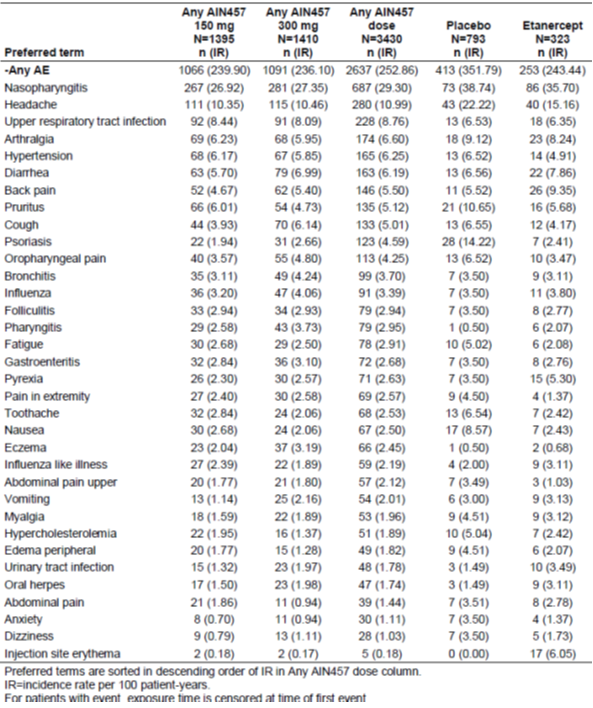 Any AIN457 150 mg N=1395 n (IR) Any AIN457 300 mg N=1410 n (IR) Any AIN457 dose N=3430 n (IR) Placebo N=793 n (IR) Etanercept N=323 n (IR)
Preferred term
-Any AE 1066 (239.90) 1091 (236.10) 2637 (252.86) 413 (351.79) 253 (243.44)
Nasopharyngitis 267 (26.92) 281 (27.35) 687 (29.30) 73 (38.74) 86 (35.70)
Headache 111 (10.35) 115 (10.46) 280 (10.99) 43 (22.22) 40 (15.16)
Upper respiratory tract infection 92 (8.44) 91 (8.09) 228 (8.76) 13 (6.53) 18 (6.35)
Arthralgia 69 (6.23) 68 (5.95) 174 (6.60) 18 (9.12) 23 (8.24)
Hypertension 68 (6.17) 67 (5.85) 165 (6.25) 13 (6.52) 14 (4.91)
Diarrhea 63 (5.70) 79 (6.99) 163 (6.19) 13 (6.56) 22 (7.86)
Back pain 52 (4.67) 62 (5.40) 146 (5.50) 11 (5.52) 26 (9.35)
Pruritus 66 (6.01) 54 (4.73) 135 (5.12) 21 (10.65) 16 (5.68)
Cough 44 (3.93) 70 (6.14) 133 (5.01) 13 (6.55) 12 (4.17)
Psoriasis 22 (1.94) 31 (2.66) 123 (4.59) 28 (14.22) 7 (2.41)
Oropharyngeal pain 40 (3.57) 55 (4.80) 113 (4.25) 13 (6.52) 10 (3.47)
Bronchitis 35 (3.11) 49 (4.24) 99 (3.70) 7 (3.50) 9 (3.11)
Influenza 36 (3.20) 47 (4.06) 91 (3.39) 7 (3.50) 11 (3.80)
Folliculitis 33 (2.94) 34 (2.93) 79 (2.94) 7 (3.50) 8 (2.77)
Pharyngitis 29 (2.58) 43 (3.73) 79 (2.95) 1 (0.50) 6 (2.07)
Fatigue 30 (2.68) 29 (2.50) 78 (2.91) 10 (5.02) 6 (2.08)
Gastroenteritis 32 (2.84) 36 (3.10) 72 (2.68) 7 (3.50) 8 (2.76)
Pyrexia 26 (2.30) 30 (2.57) 71 (2.63) 7 (3.50) 15 (5.30)
Pain in extremity 27 (2.40) 30 (2.58) 69 (2.57) 9 (4.50) 4 (1.37)
Toothache 32 (2.84) 24 (2.06) 68 (2.53) 13 (6.54) 7 (2.42)
Nausea 30 (2.68) 24 (2.06) 67 (2.50) 17 (8.57) 7 (2.43)
Eczema 23 (2.04) 37 (3.19) 66 (2.45) 1 (0.50) 2 (0.68)
Influenza like illness 27 (2.39) 22 (1.89) 59 (2.19) 4 (2.00) 9 (3.11)
Abdominal pain upper 20 (1.77) 21 (1.80) 57 (2.12) 7 (3.49) 3 (1.03)
Vomiting 13 (1.14) 25 (2.16) 54 (2.01) 6 (3.00) 9 (3.13)
Myalgia 18 (1.59) 22 (1.89) 53 (1.96) 9 (4.51) 9 (3.12)
Hypercholesterolemia 22 (1.95) 16 (1.37) 51 (1.89) 10 (5.04) 7 (2.42)
Edema peripheral 20 (1.77) 15 (1.28) 49 (1.82) 9 (4.51) 6 (2.07)
Urinary tract infection 15 (1.32) 23 (1.97) 48 (1.78) 3 (1.49) 10 (3.49)
Oral herpes 17 (1.50) 23 (1.98) 47 (1.74) 3 (1.49) 9 (3.11)
Abdominal pain 21 (1.86) 11 (0.94) 39 (1.44) 7 (3.51) 8 (2.78)
Anxiety 8 (0.70) 11 (0.94) 30 (1.11) 7 (3.50) 4 (1.37)
Dizziness 9 (0.79) 13 (1.11) 28 (1.03) 7 (3.50) 5 (1.73)
Injection site erythema 2 (0.18) 2 (0.17) 5 (0.18) 0 (0.00) 17 (6.05)
Preferred terms are sorted in descending order of IR in Any AIN457 dose column.
IR=incidence rate per 100 patient-years.
For patients with event, exposure time is censored at time of first event